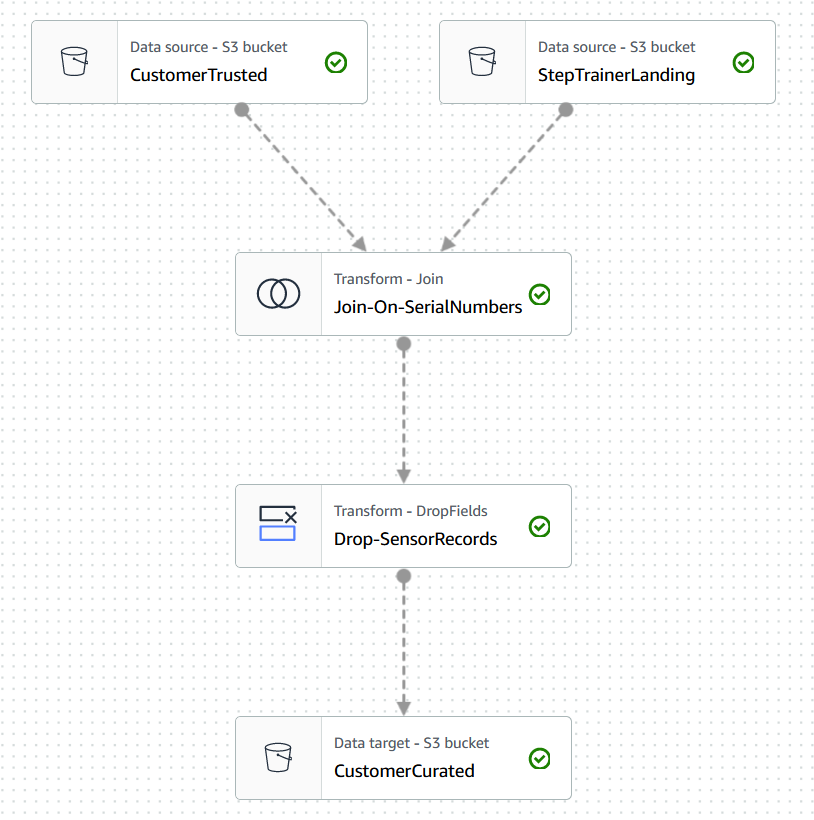 Data source - S3 bucket
CustomerTrusted
Data source - S3 bucket
StepTrainerLanding
Transform - Join
Join-On-SerialNumbers
Transform - DropFields
Drop-SensorRecords
Data target - S3 bucket
CustomerCurated